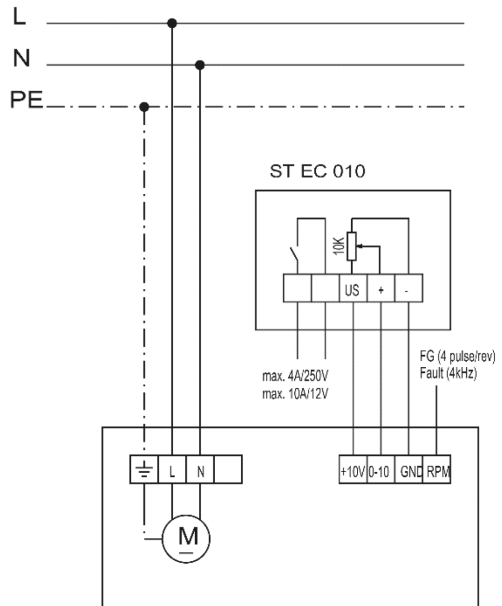 L
N
PE
ST EC 010
10K
US + -
max. 4A/250V
max. 10A/12V
FG (4 pulse/rev)
Fault (4kHz)
L N
+10V 0-10 GND RPM
M